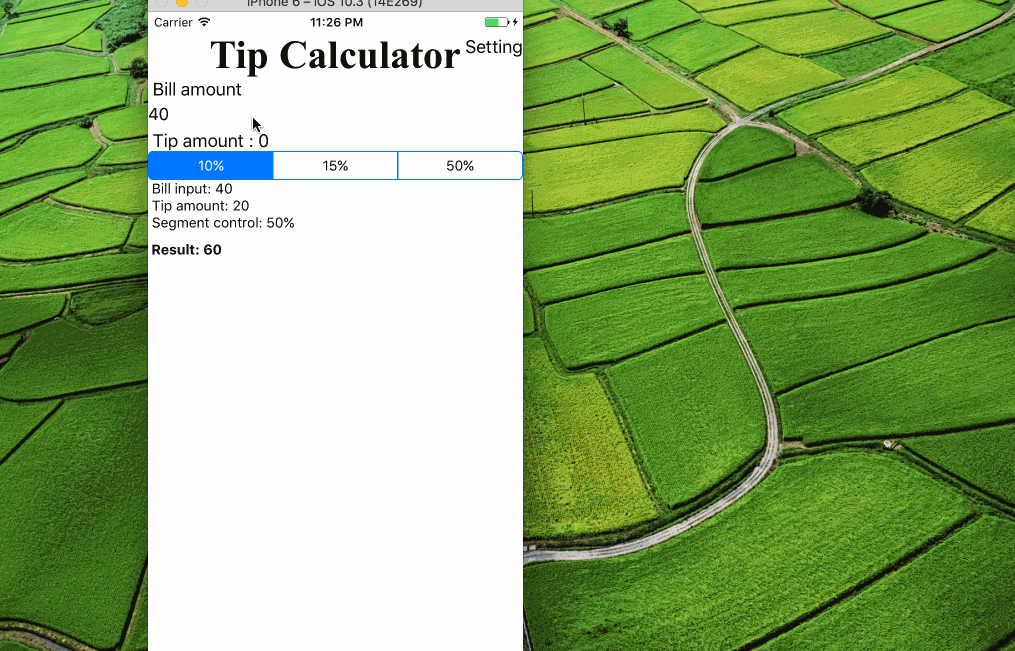 iPhone 6 – iOS 10.3 (14E269)
Carrier 11:26 PM
Tip Calculator Setting
Bill amount
40
Tip amount : 0
10% 15% 50%
Bill input: 40
Tip amount: 20
Segment control: 50%
Result: 60